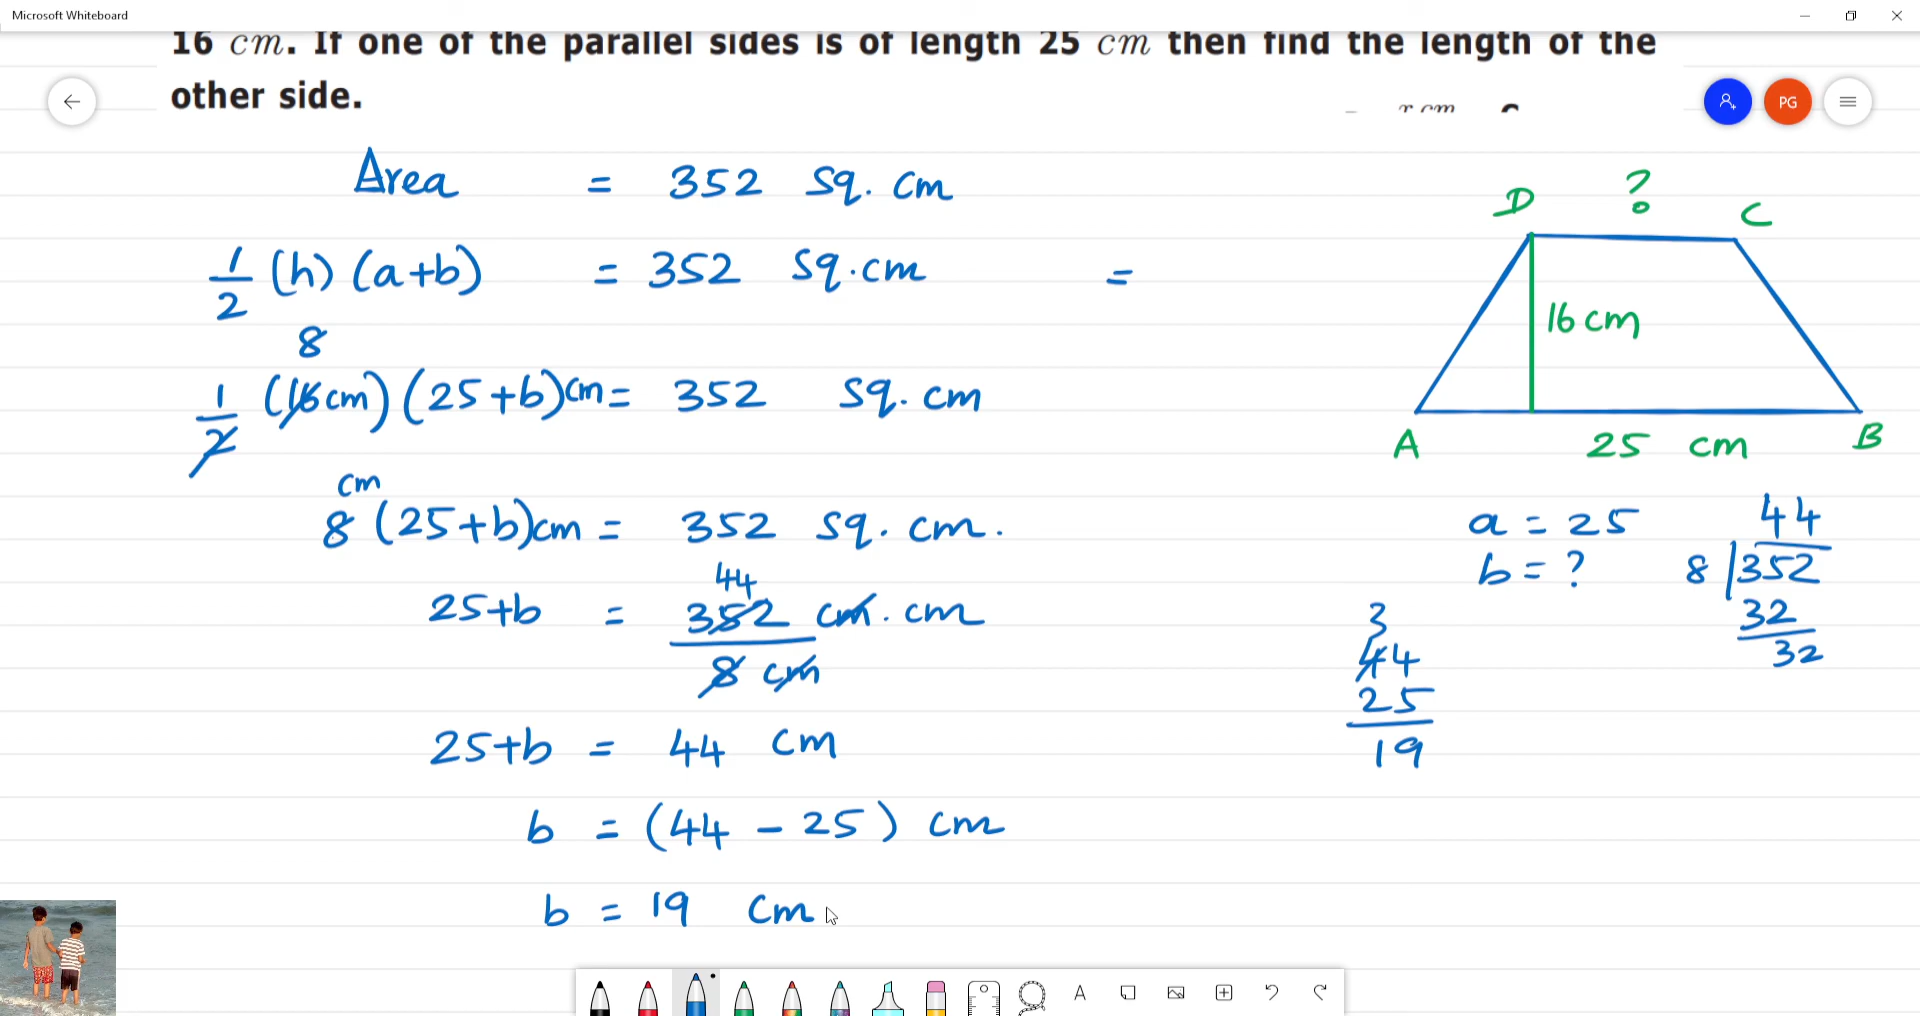 Microsoft Whiteboard
16 cm. If one of the parallel sides is of length 25 cm then find the length of the
other side.
x cm
PG
Area = 352 sq. cm
1/2 (h) (a+b) = 352 sq. cm =
8
1/2 (16 cm) (25+b) cm = 352 sq. cm
cm
8 (25+b) cm = 352 sq. cm.
44
25+b = 352 cm. cm
8 cm
25+b = 44 cm
b = (44 - 25) cm
b = 19 cm
D ? C
16 cm
A 25 cm B
a = 25
b = ?
44
8 352
32
32
3
44
25
19
A